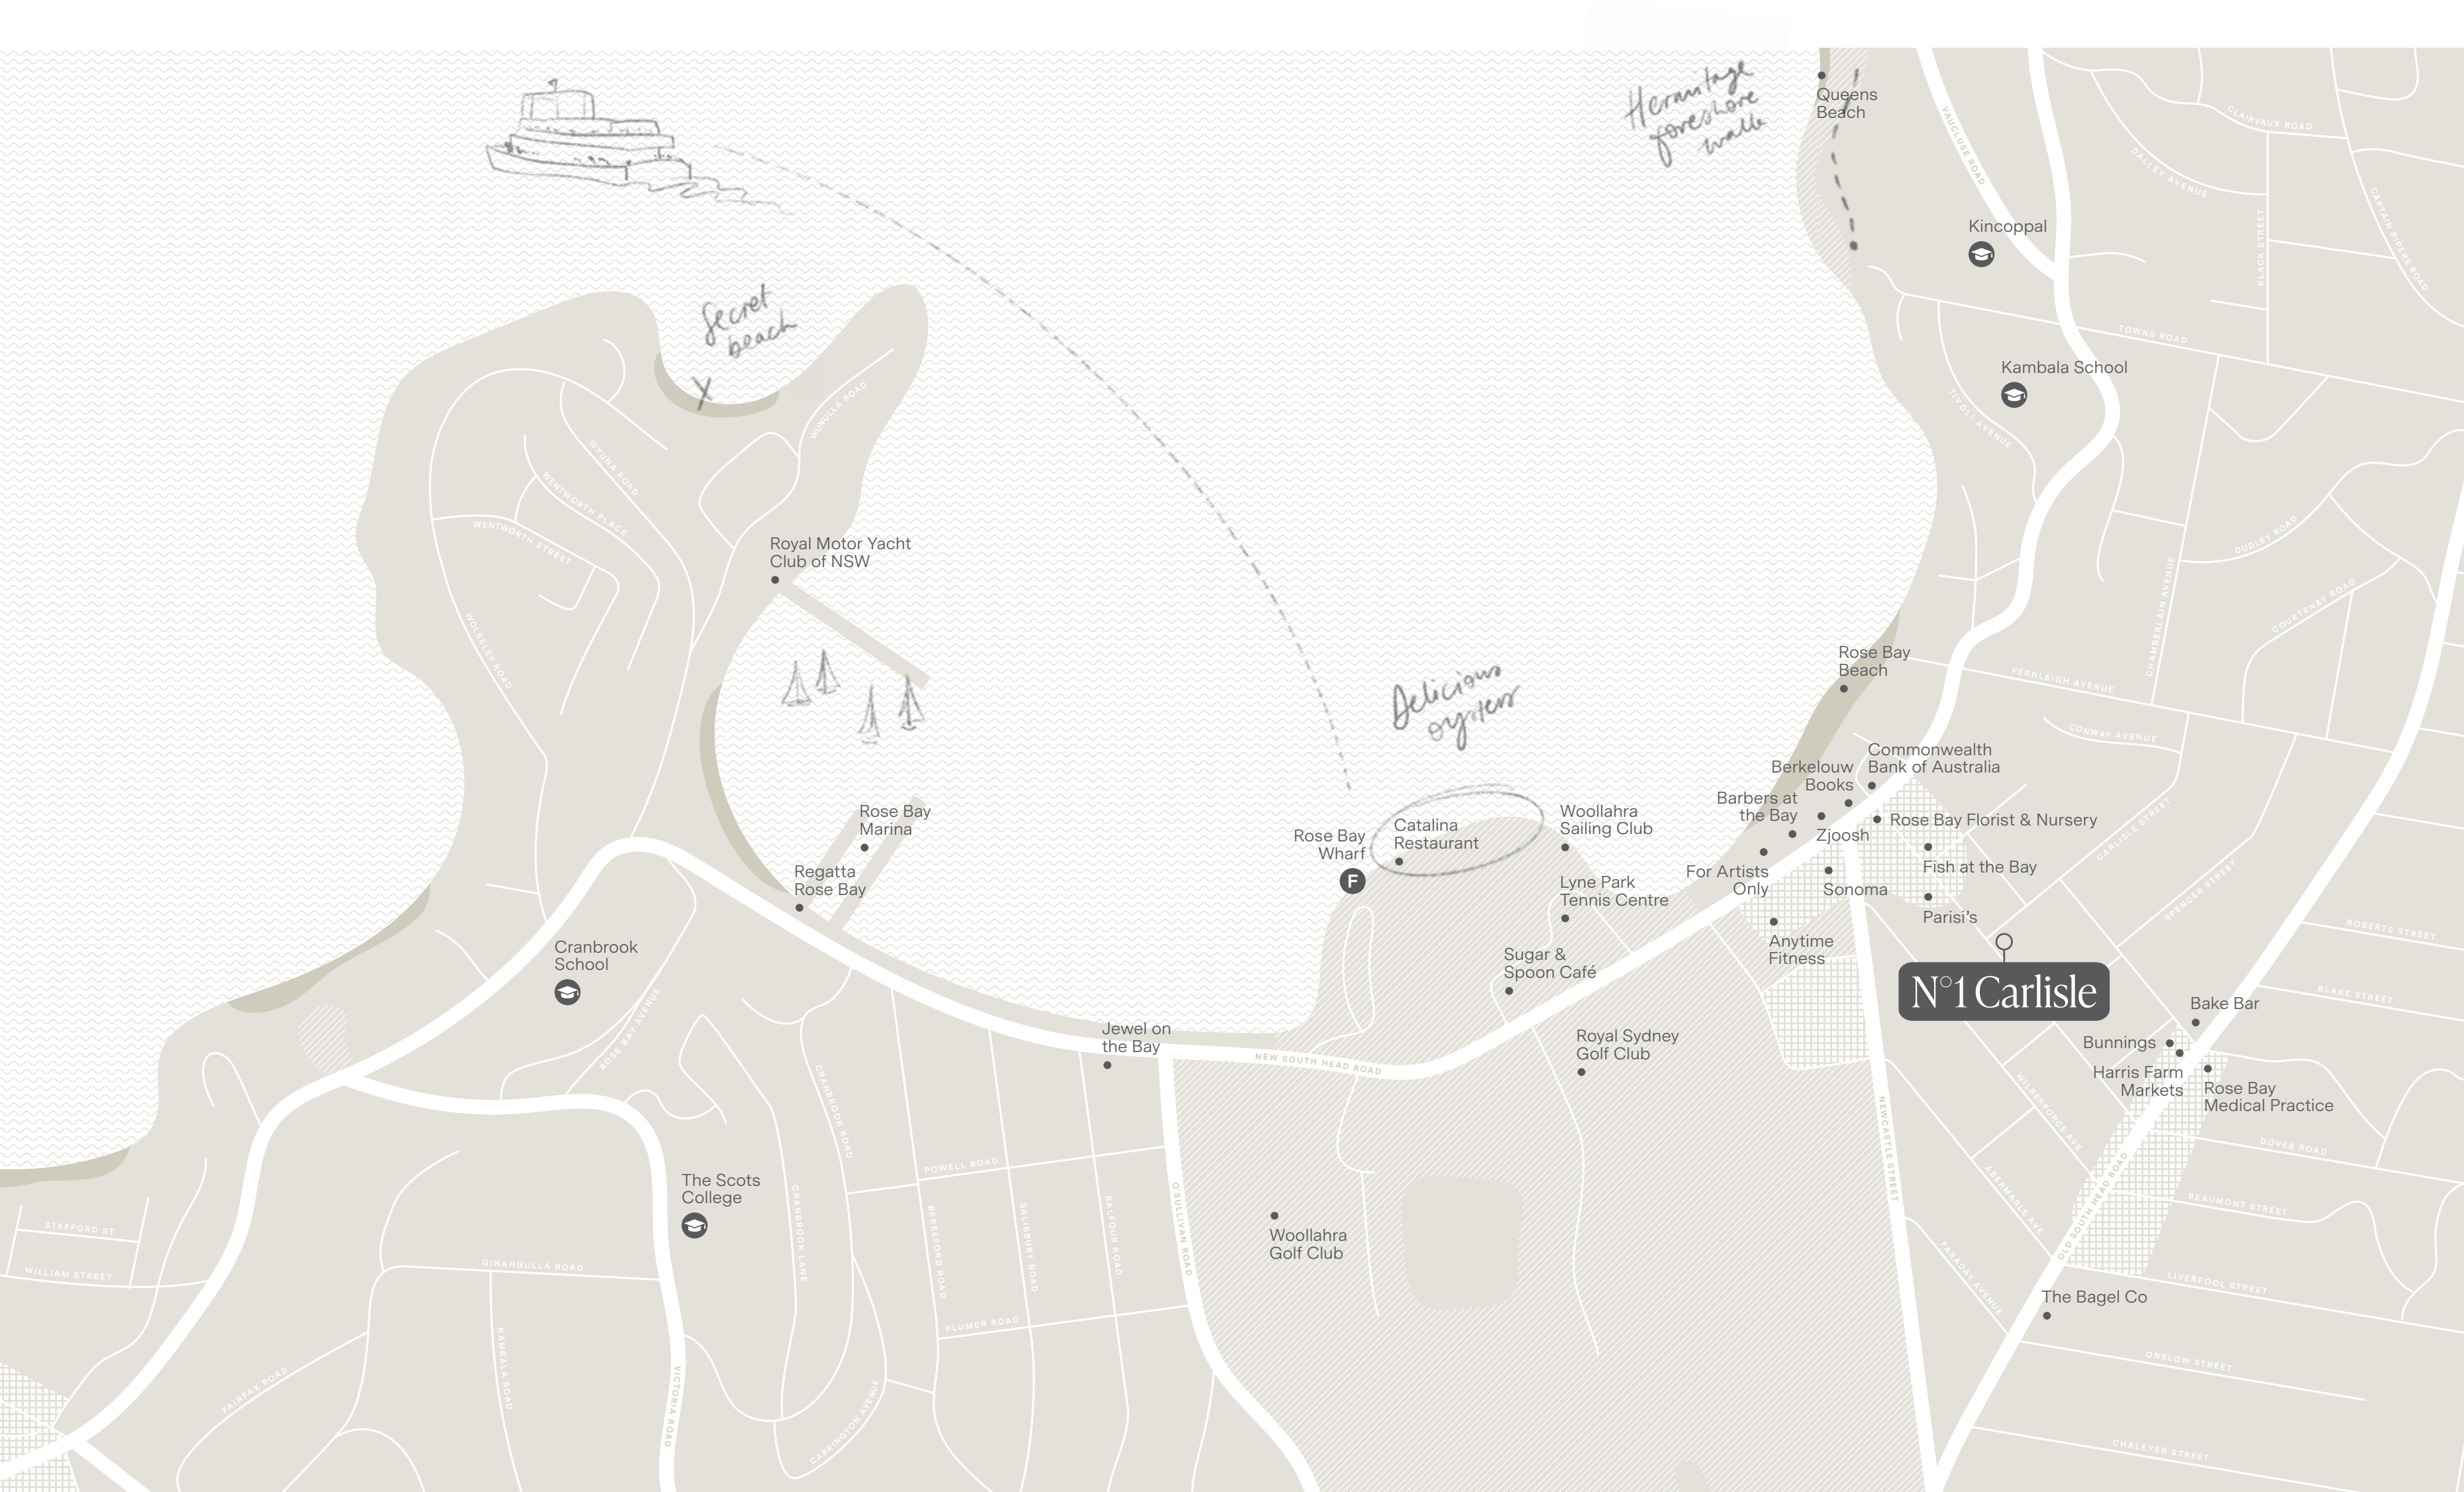 Hermitage
foreshore
walk
Queens
Beach
VAUCLUSE ROAD
CLAIRVAUX ROAD
DALLEY AVENUE
CAPTAIN PIPERS ROAD
BLACK STREET
Kincoppal
TOWNS ROAD
Kambala School
TIVOLI AVENUE
Secret
beach
X
WUNULLA ROAD
WYUNA ROAD
WENTWORTH PLACE
WENTWORTH STREET
WOLSELEY ROAD
Royal Motor Yacht
Club of NSW
DUDLEY ROAD
COURTENAY ROAD
CHAMBERLAIN AVENUE
Rose Bay
Beach
FERNLEIGH AVENUE
CONWAY AVENUE
Delicious
oysters
Commonwealth
Bank of Australia
Berkelouw
Books
Barbers at
the Bay
Zjoosh
Rose Bay Florist & Nursery
Rose Bay
Marina
Regatta
Rose Bay
Rose Bay
Wharf
F
Catalina
Restaurant
Woollahra
Sailing Club
Lyne Park
Tennis Centre
For Artists
Only
Sonoma
Fish at the Bay
Parisi's
CARLISLE STREET
SPENCER STREET
ROBERTS STREET
Anytime
Fitness
Sugar &
Spoon Café
Cranbrook
School
ROSE BAY AVENUE
N°1 Carlisle
BLAKE STREET
Bake Bar
Bunnings
Harris Farm
Markets
Rose Bay
Medical Practice
Jewel on
the Bay
NEW SOUTH HEAD ROAD
Royal Sydney
Golf Club
CRANBROOK ROAD
NEWCASTLE STREET
WILBERFORCE AVE
ABERMARLE AVE
DOVER ROAD
OLD SOUTH HEAD ROAD
BEAUMONT STREET
POWELL ROAD
The Scots
College
CRANBROOK LANE
BERESFORD ROAD
SALISBURY ROAD
BALFOUR ROAD
O'SULLIVAN ROAD
Woollahra
Golf Club
STAFFORD ST
WILLIAM STREET
GINAHGULLA ROAD
FARADAY AVENUE
LIVERPOOL STREET
The Bagel Co
PLUMER ROAD
KAMBALA ROAD
FAIRFAX ROAD
VICTORIA ROAD
CARRINGTON AVENUE
ONSLOW STREET
CHALEYER STREET